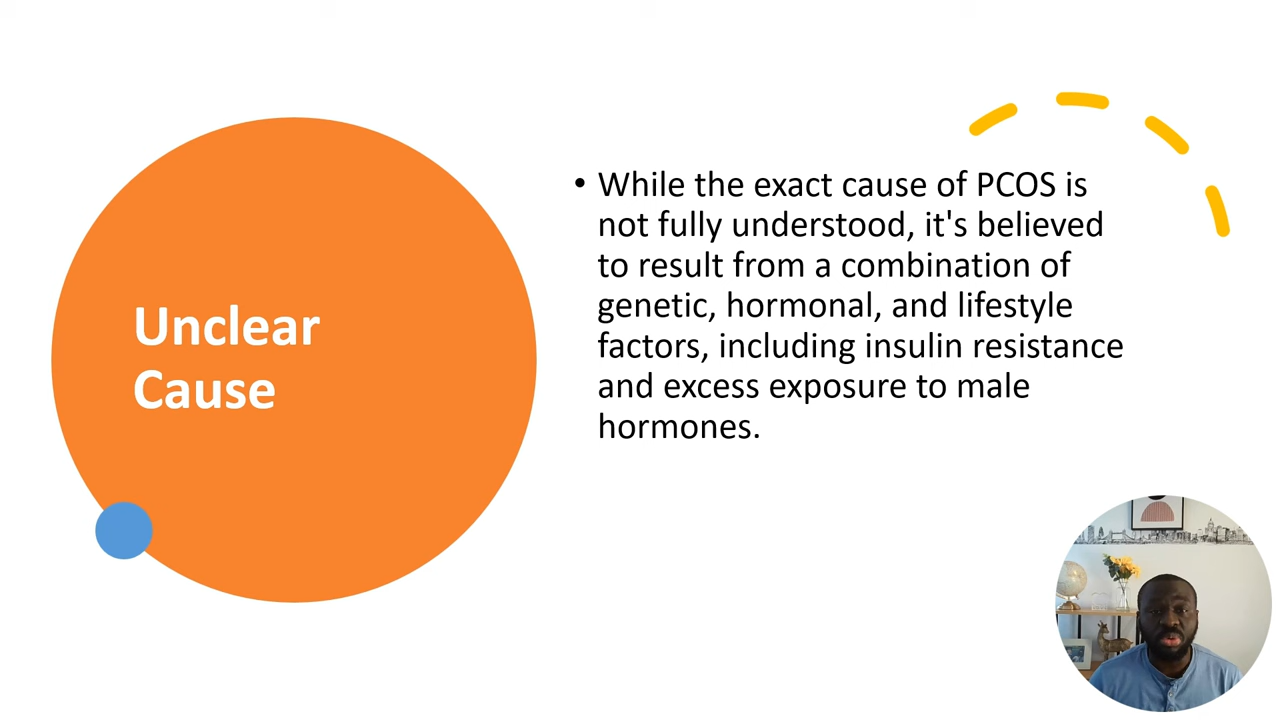 Unclear
Cause
• While the exact cause of PCOS is
not fully understood, it's believed
to result from a combination of
genetic, hormonal, and lifestyle
factors, including insulin resistance
and excess exposure to male
hormones.